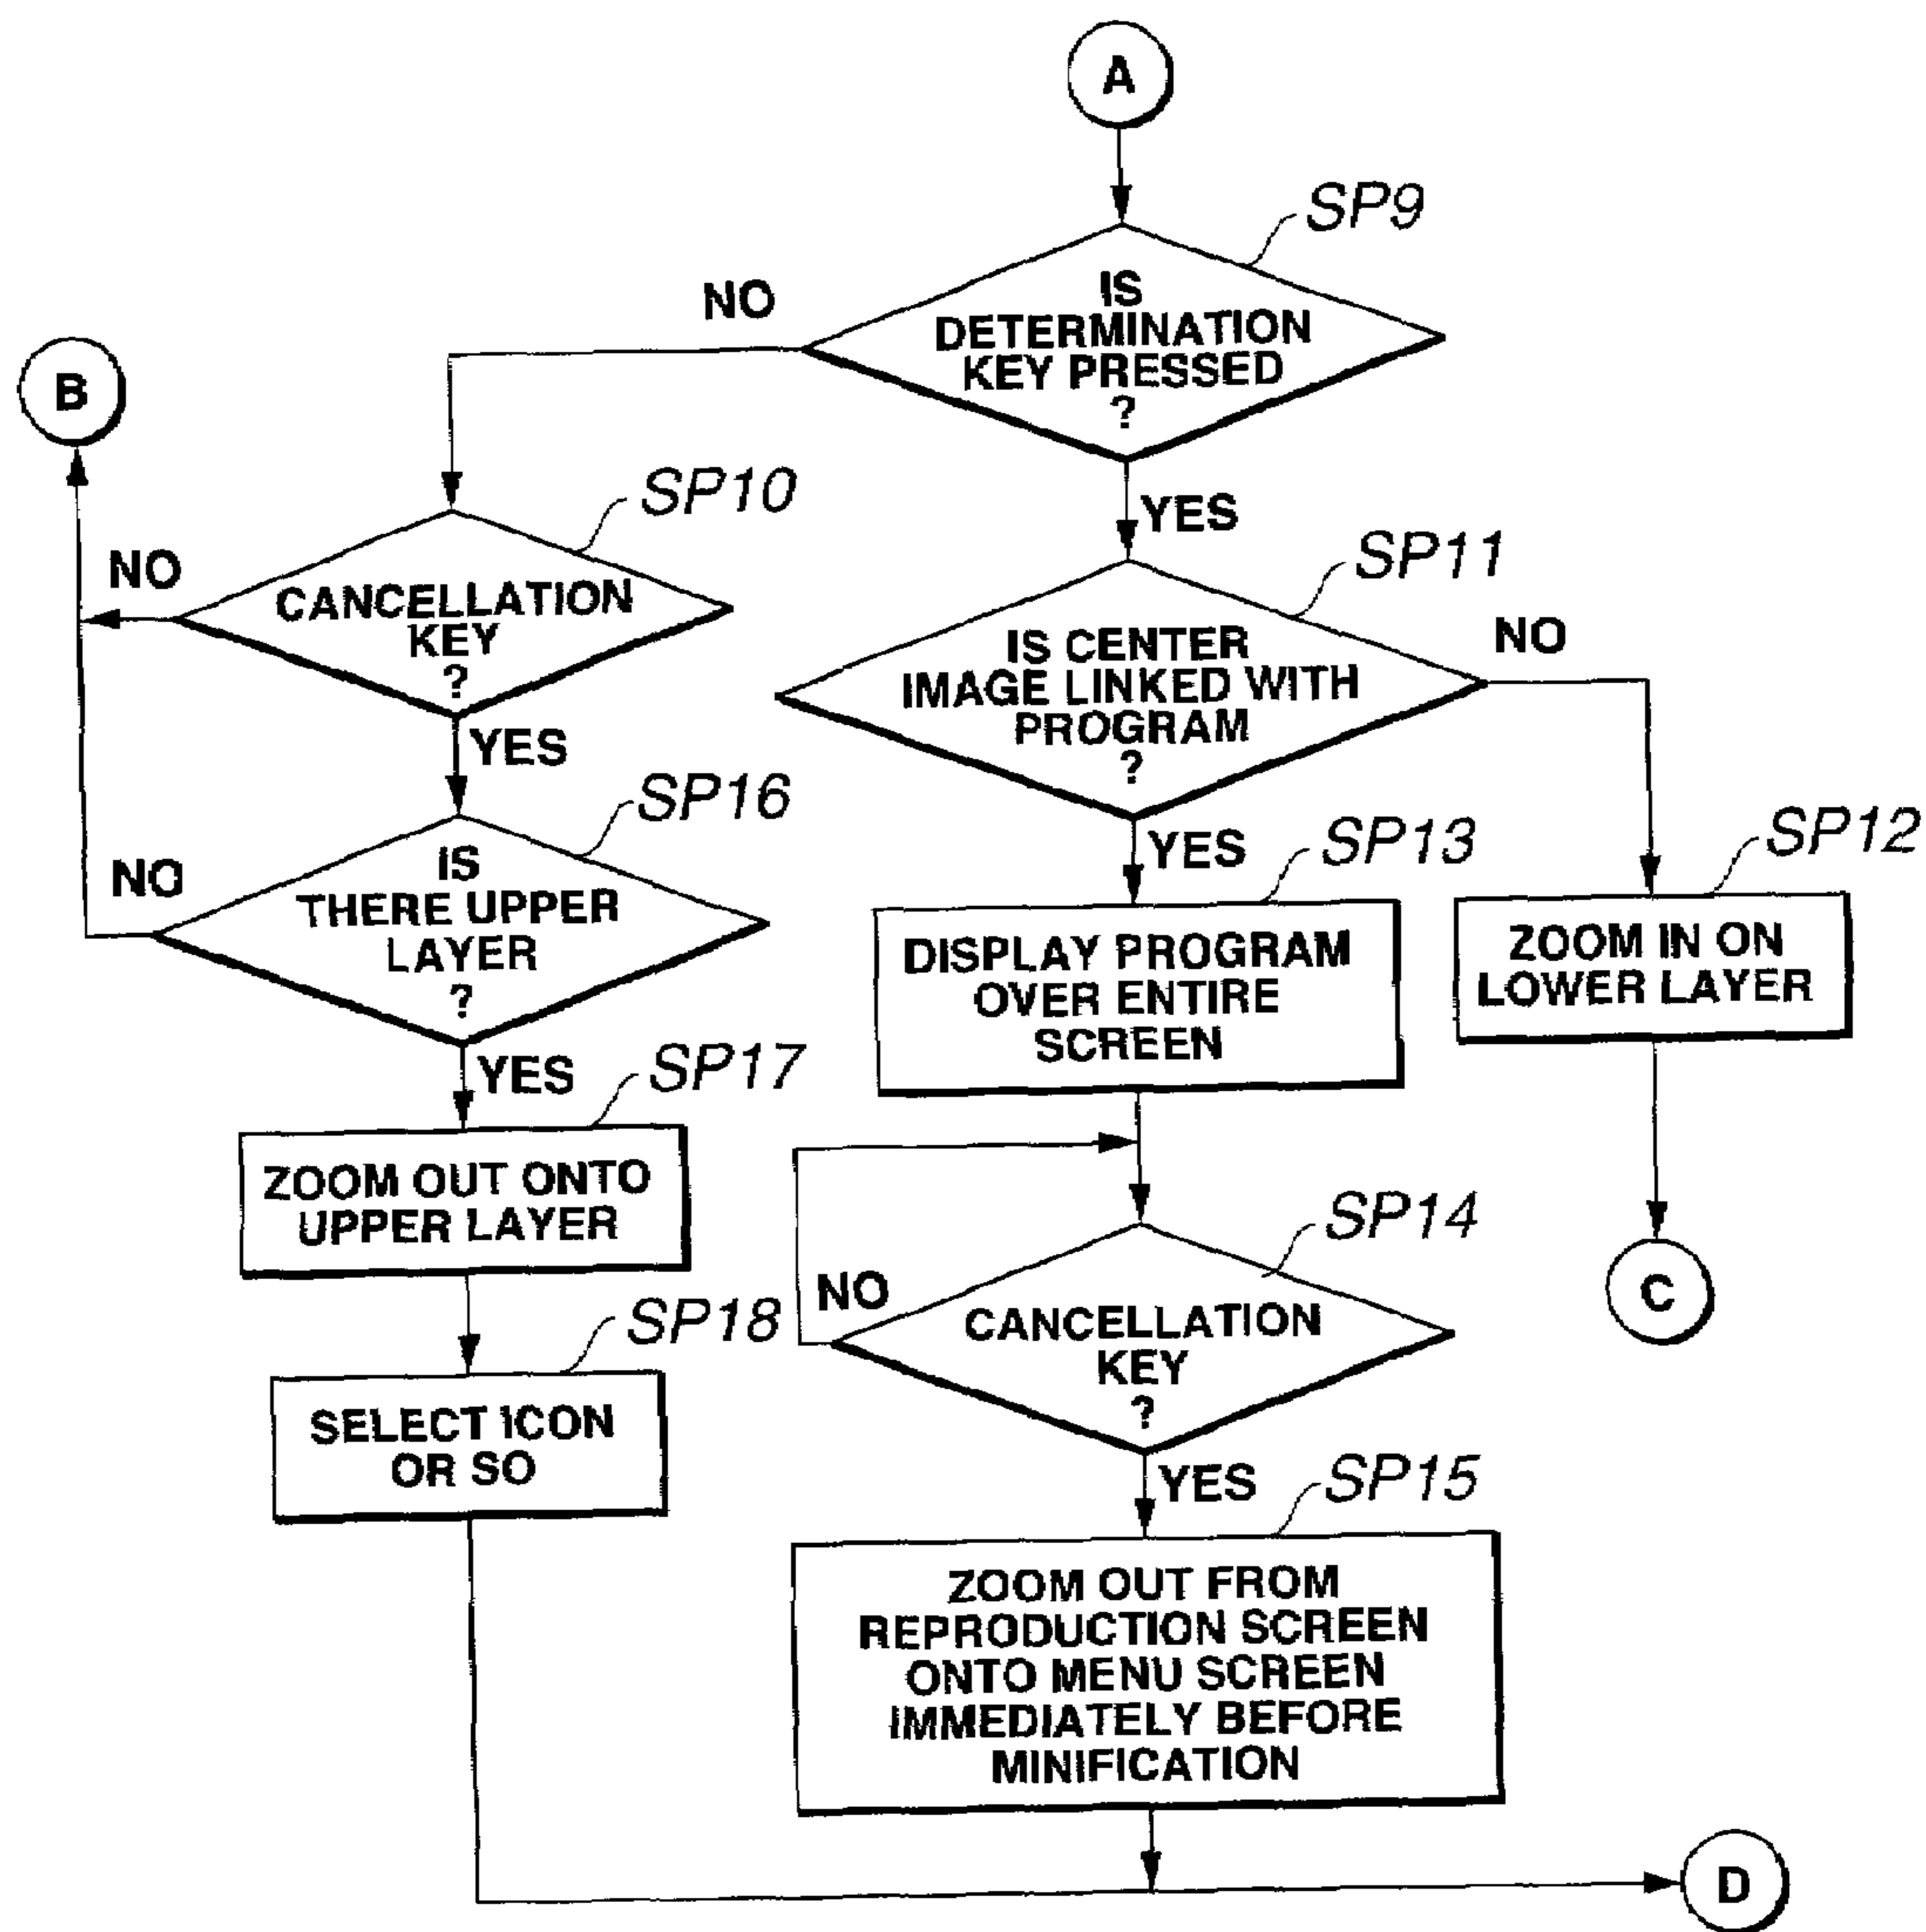 A
SP9
IS
DETERMINATION
KEY PRESSED
?
NO
YES
B
SP10
CANCELLATION
KEY
?
NO
YES
SP11
IS CENTER
IMAGE LINKED WITH
PROGRAM
?
NO
YES
SP16
IS
THERE UPPER
LAYER
?
NO
YES
SP13
DISPLAY PROGRAM
OVER ENTIRE
SCREEN
SP12
ZOOM IN ON
LOWER LAYER
SP17
ZOOM OUT ONTO
UPPER LAYER
SP14
CANCELLATION
KEY
?
NO
YES
C
SP18
SELECT ICON
OR SO
SP15
ZOOM OUT FROM
REPRODUCTION SCREEN
ONTO MENU SCREEN
IMMEDIATELY BEFORE
MINIFICATION
D